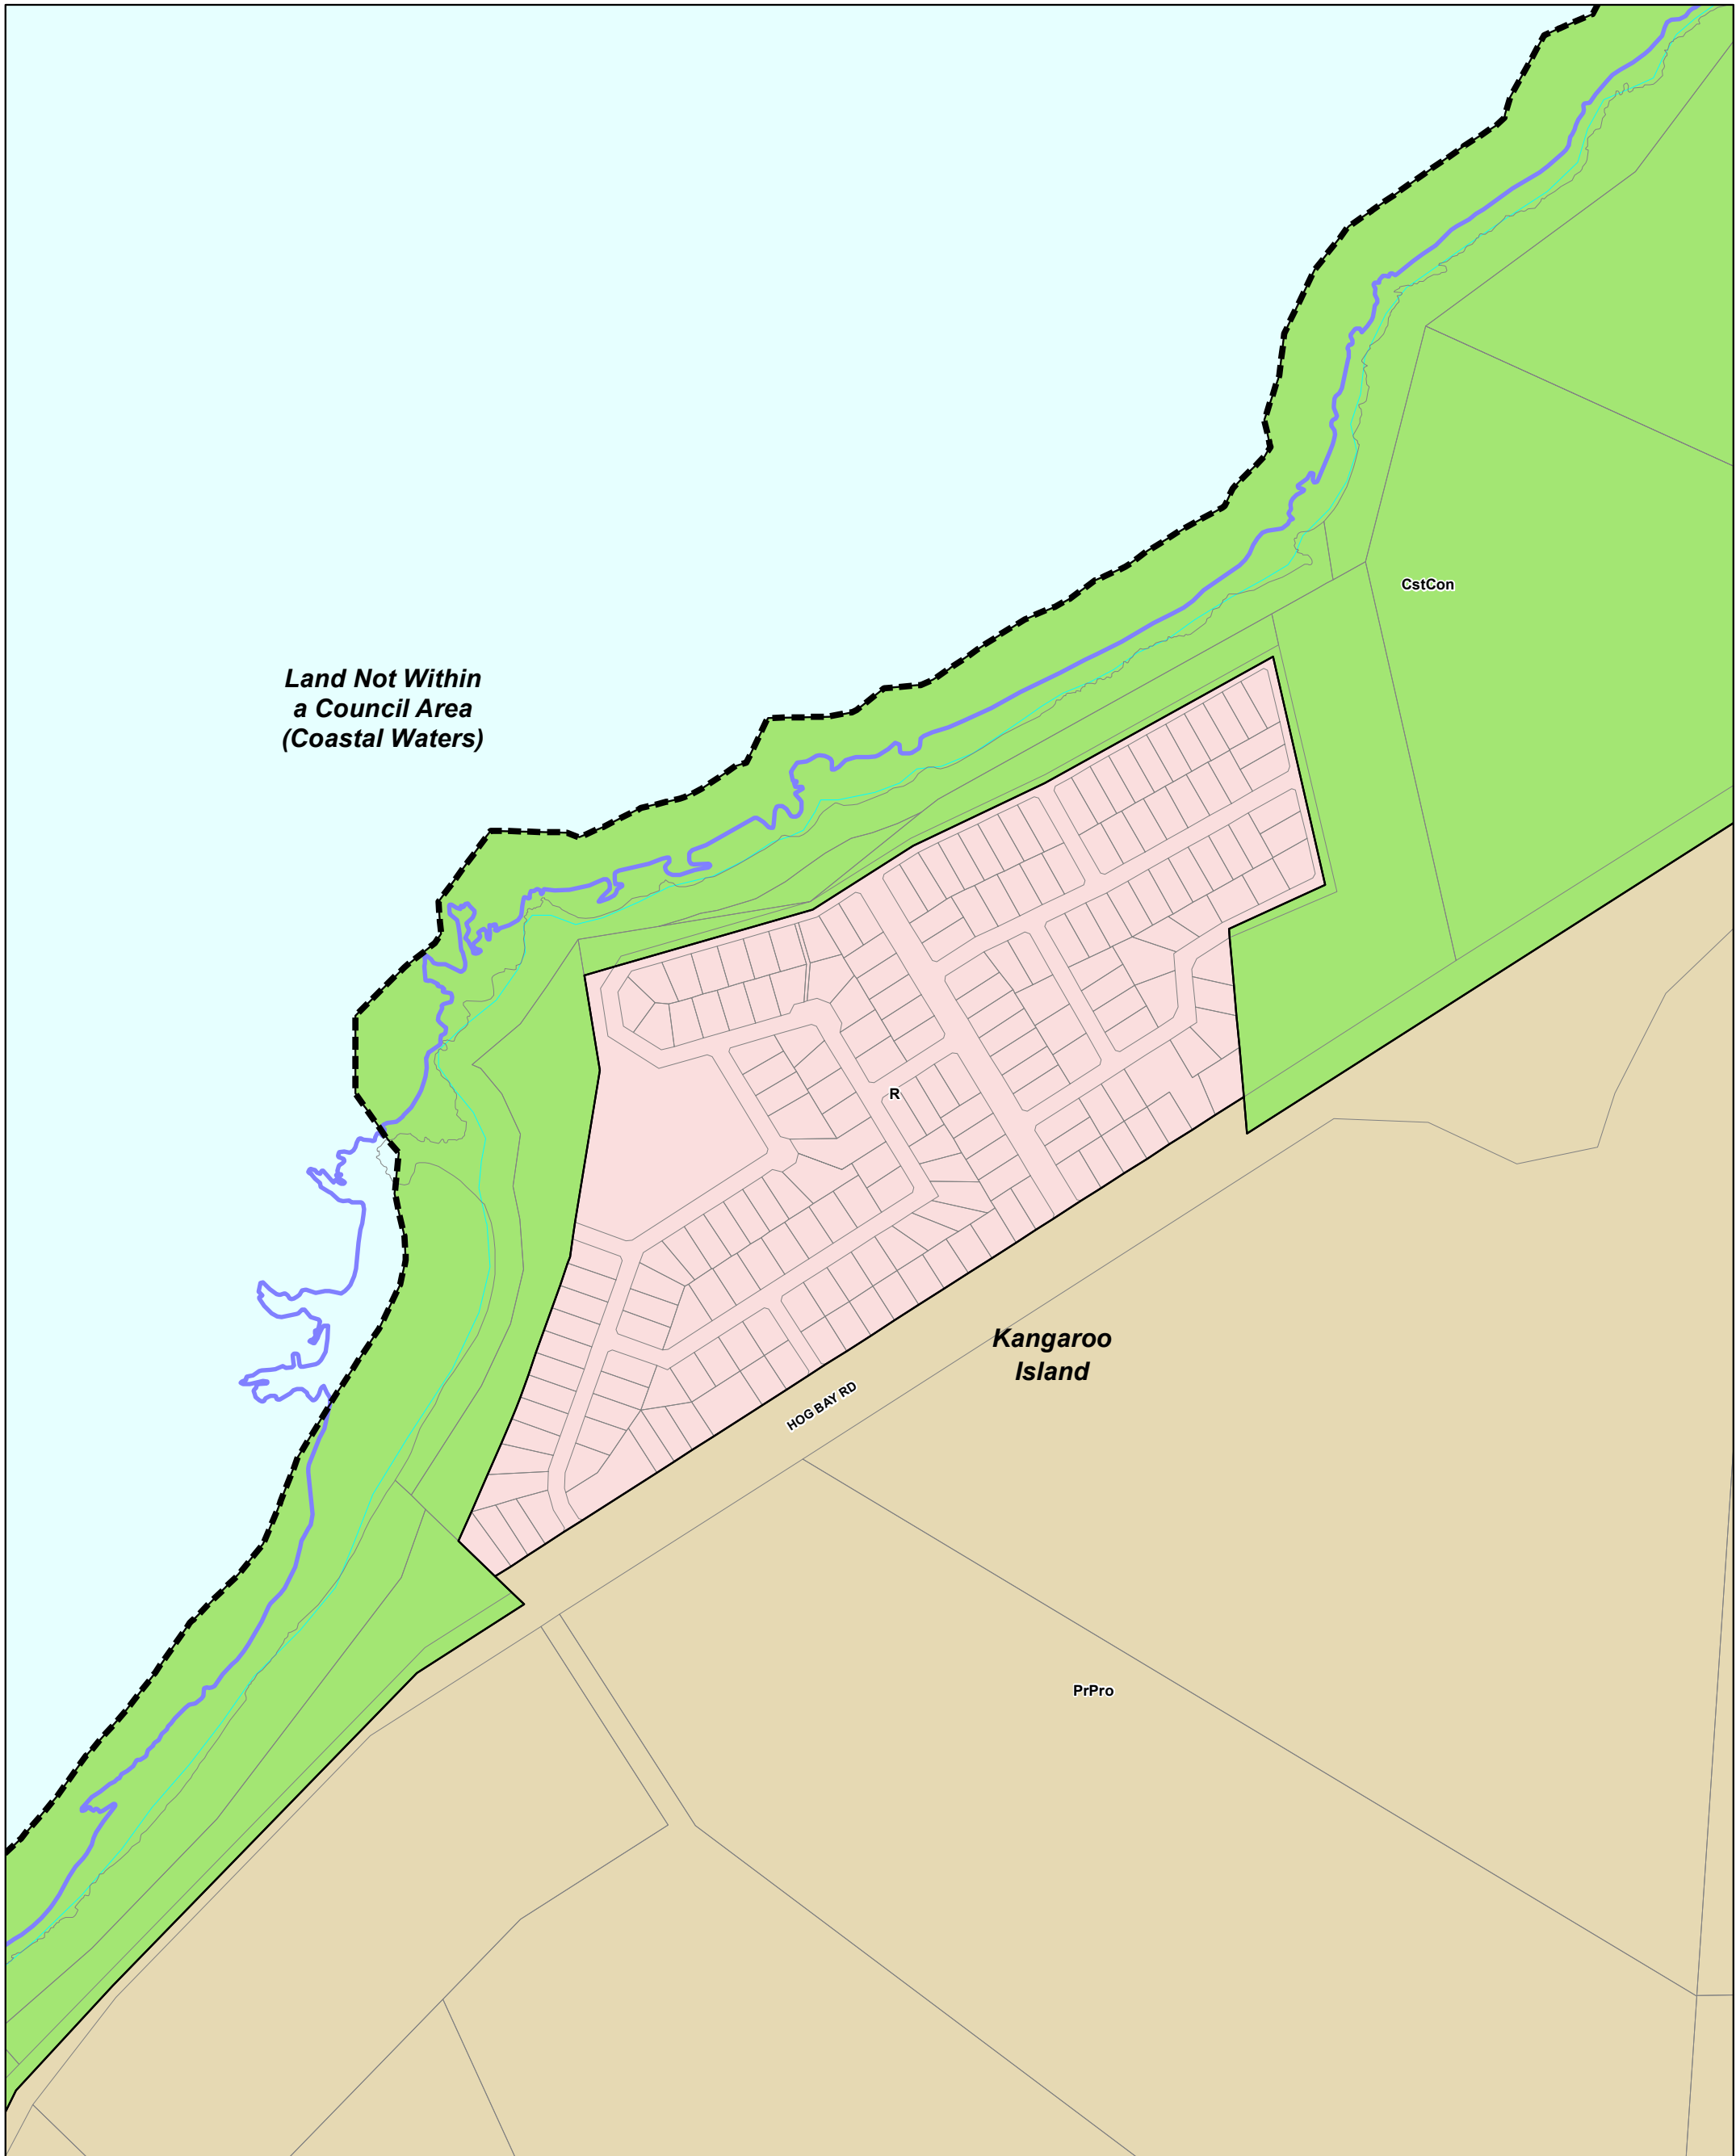 CstCon
Land Not Within
a Council Area
(Coastal Waters)
R
Kangaroo
Island
HOG BAY RD
PrPro